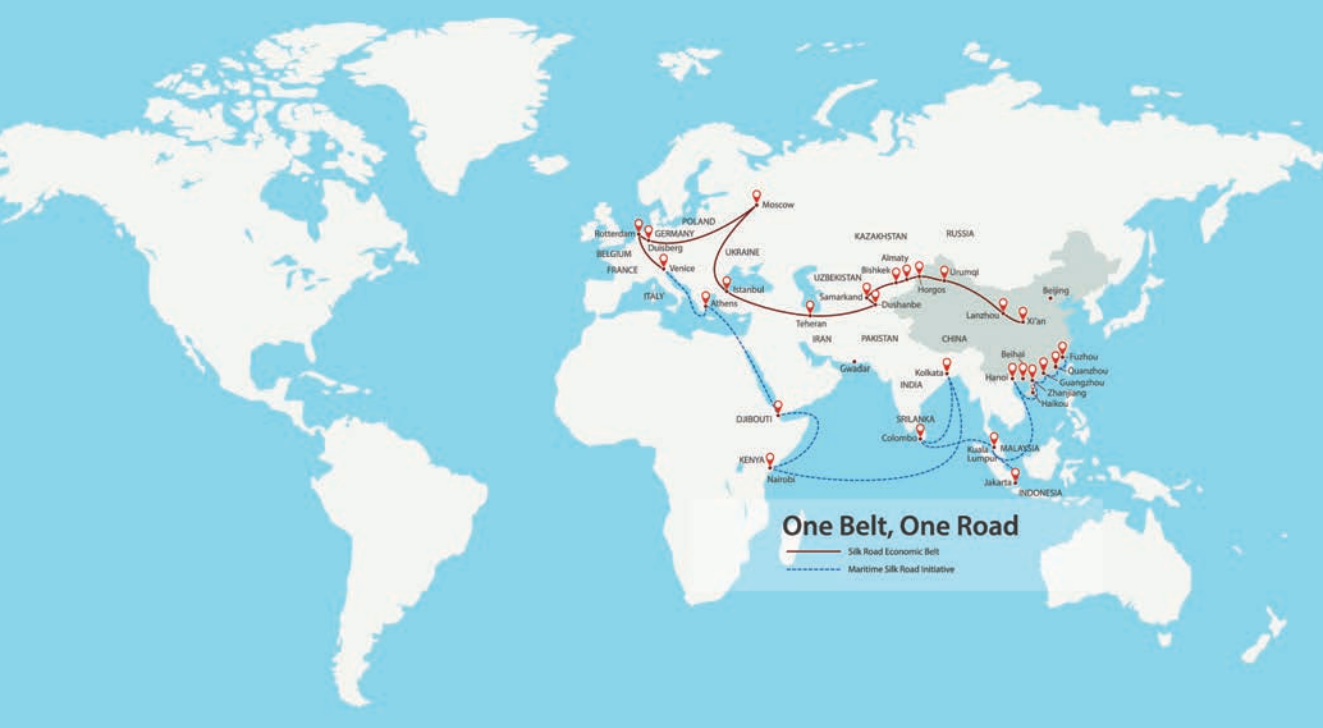 Moscow
POLAND
Rotterdam
GERMANY
Duisberg
BELGIUM
UKRAINE
FRANCE
Venice
ITALY
Istanbul
Athens
KAZAKHSTAN
RUSSIA
Almaty
Bishkek
Urumqi
UZBEKISTAN
Horgos
Samarkand
Dushanbe
Beijing
Lanzhou
Xi'an
Teheran
IRAN
PAKISTAN
CHINA
Gwadar
Beihai
Fuzhou
Kolkata
Hanoi
Quanzhou
INDIA
Guangzhou
Zhanjiang
Haikou
DJIBOUTI
SRILANKA
Colombo
Kuala
Lumpur
MALASSIA
KENYA
Nairobi
Jakarta
INDONESIA
One Belt, One Road
Silk Road Economic Belt
Maritime Silk Road Initiative